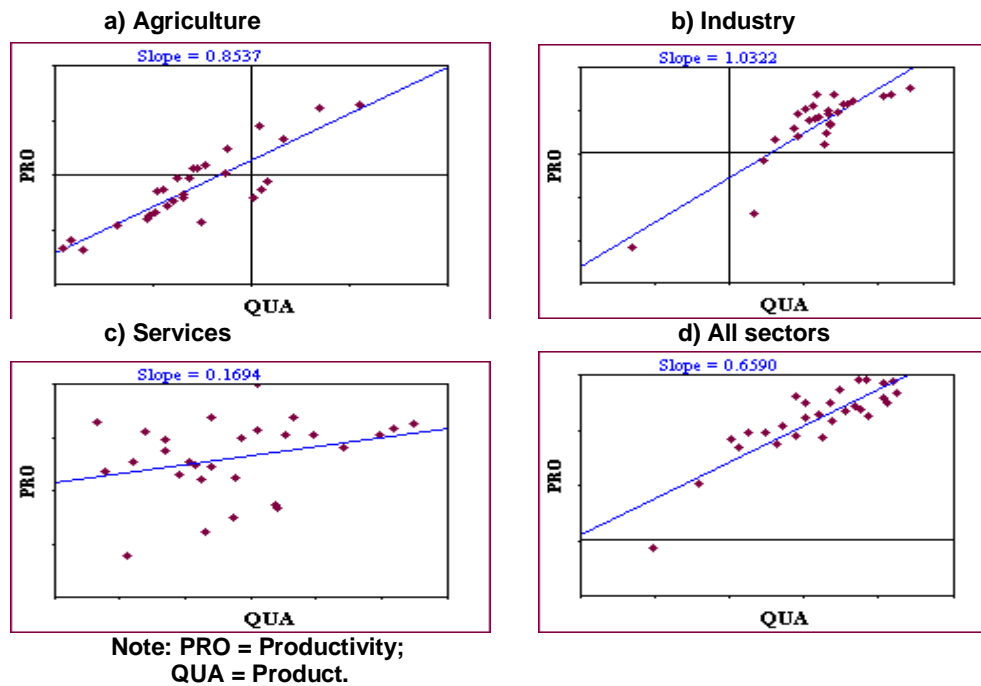 a) Agriculture
Slope = 0.8537
PRO
QUA
b) Industry
Slope = 1.0322
PRO
QUA
c) Services
Slope = 0.1694
PRO
QUA
d) All sectors
Slope = 0.6590
PRO
QUA
Note: PRO = Productivity;
QUA = Product.